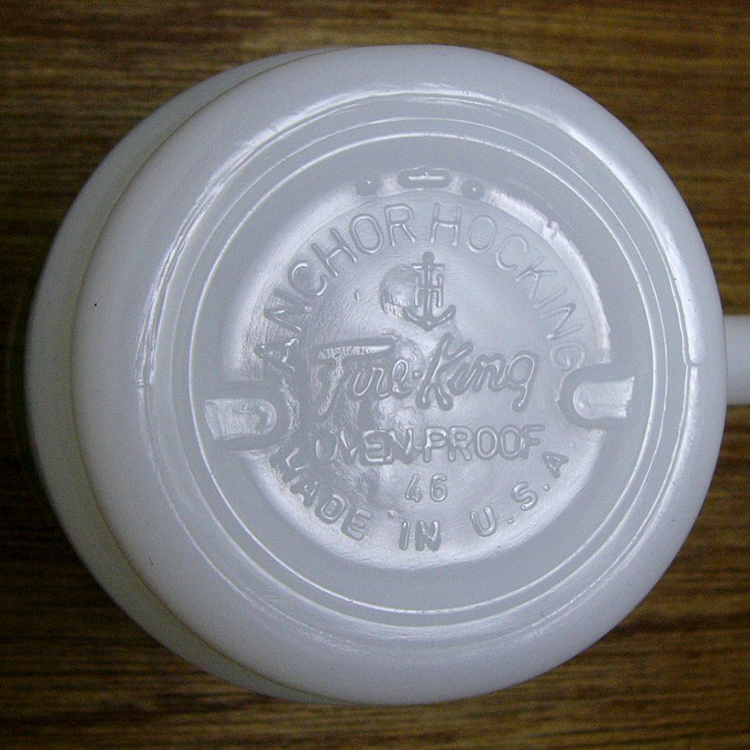 ANCHOR HOCKING
Fire-King
OVEN-PROOF
46
MADE IN U.S.A